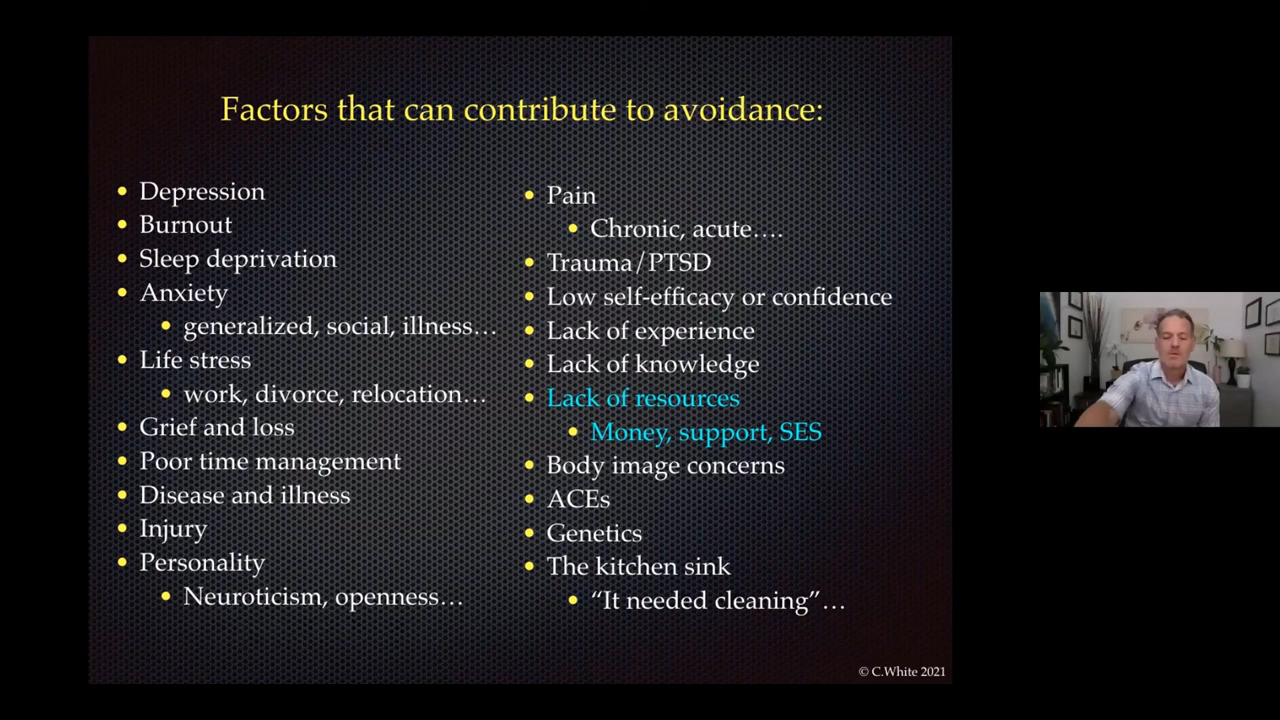 Factors that can contribute to avoidance:
• Depression
• Burnout
• Sleep deprivation
• Anxiety
• generalized, social, illness…
• Life stress
• work, divorce, relocation…
• Grief and loss
• Poor time management
• Disease and illness
• Injury
• Personality
• Neuroticism, openness…
• Pain
• Chronic, acute….
• Trauma/PTSD
• Low self-efficacy or confidence
• Lack of experience
• Lack of knowledge
• Lack of resources
• Money, support, SES
• Body image concerns
• ACEs
• Genetics
• The kitchen sink
• “It needed cleaning”…
© C.White 2021